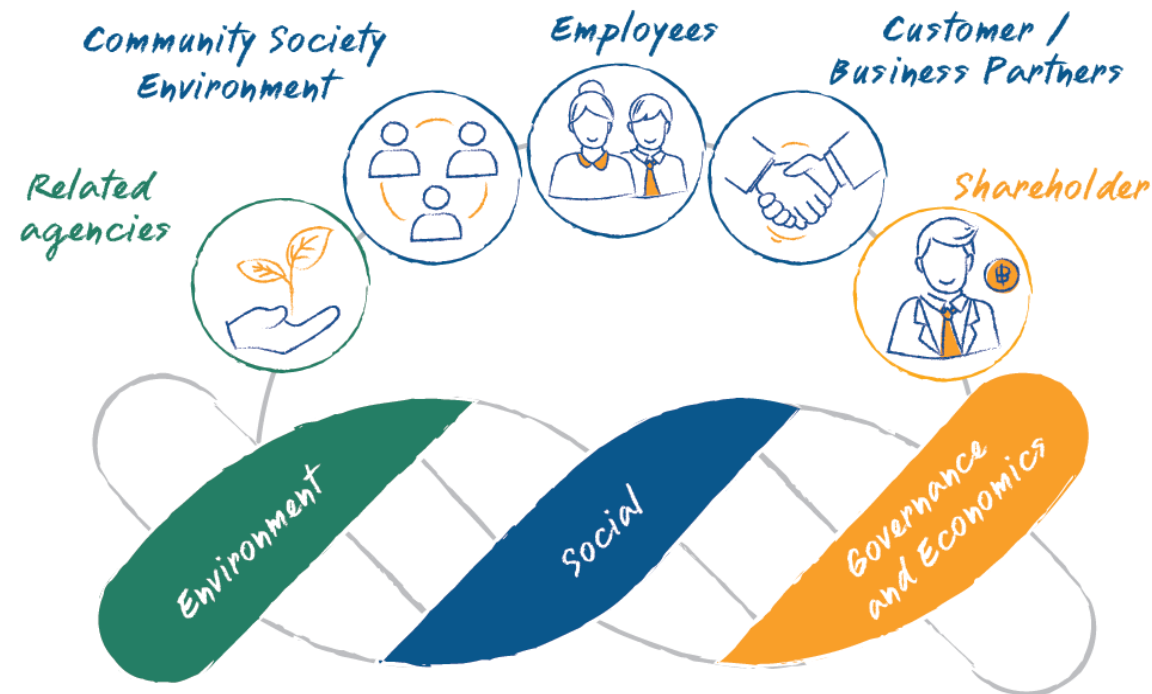 Community Society
Environment
Employees
Customer /
Business Partners
Related
agencies
Shareholder
Environment
Social
Governance
and Economics